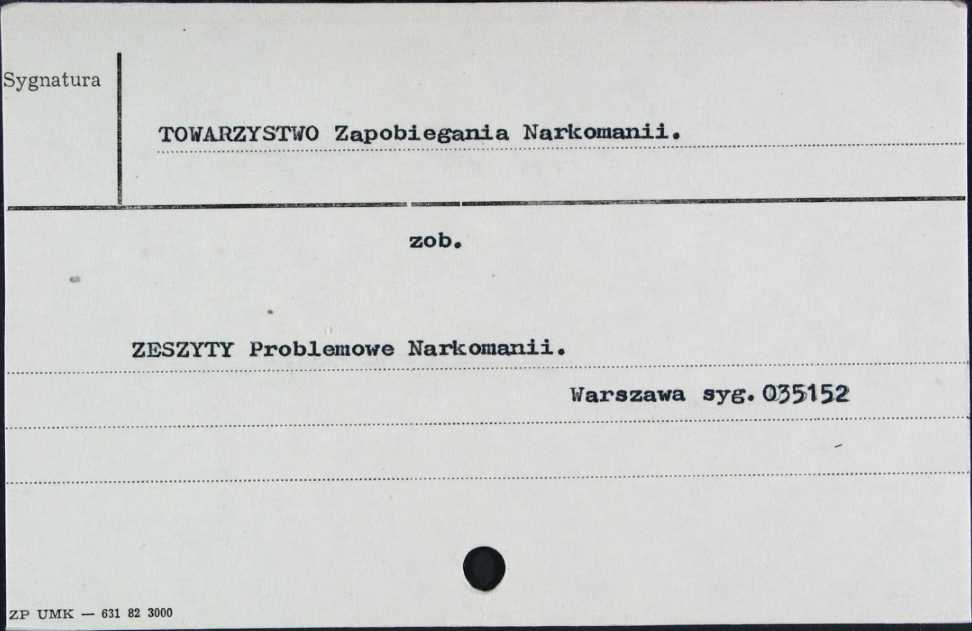 Sygnatura
TOWARZYSTWO Zapobiegania Narkomanii.
zob.
ZESZYTY Problemowe Narkomanii.
Warszawa syg. 035152
ZP UMK — 631 82 3000